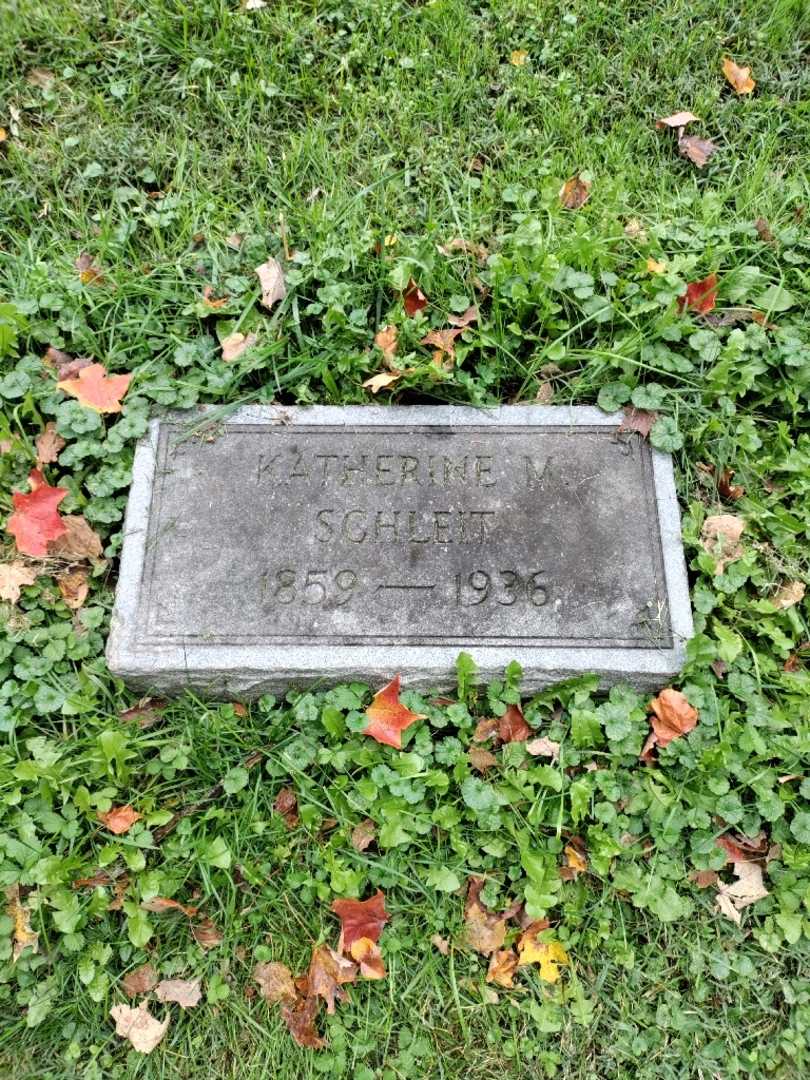 KATHERINE M.
SCHLEIT
1859 — 1936